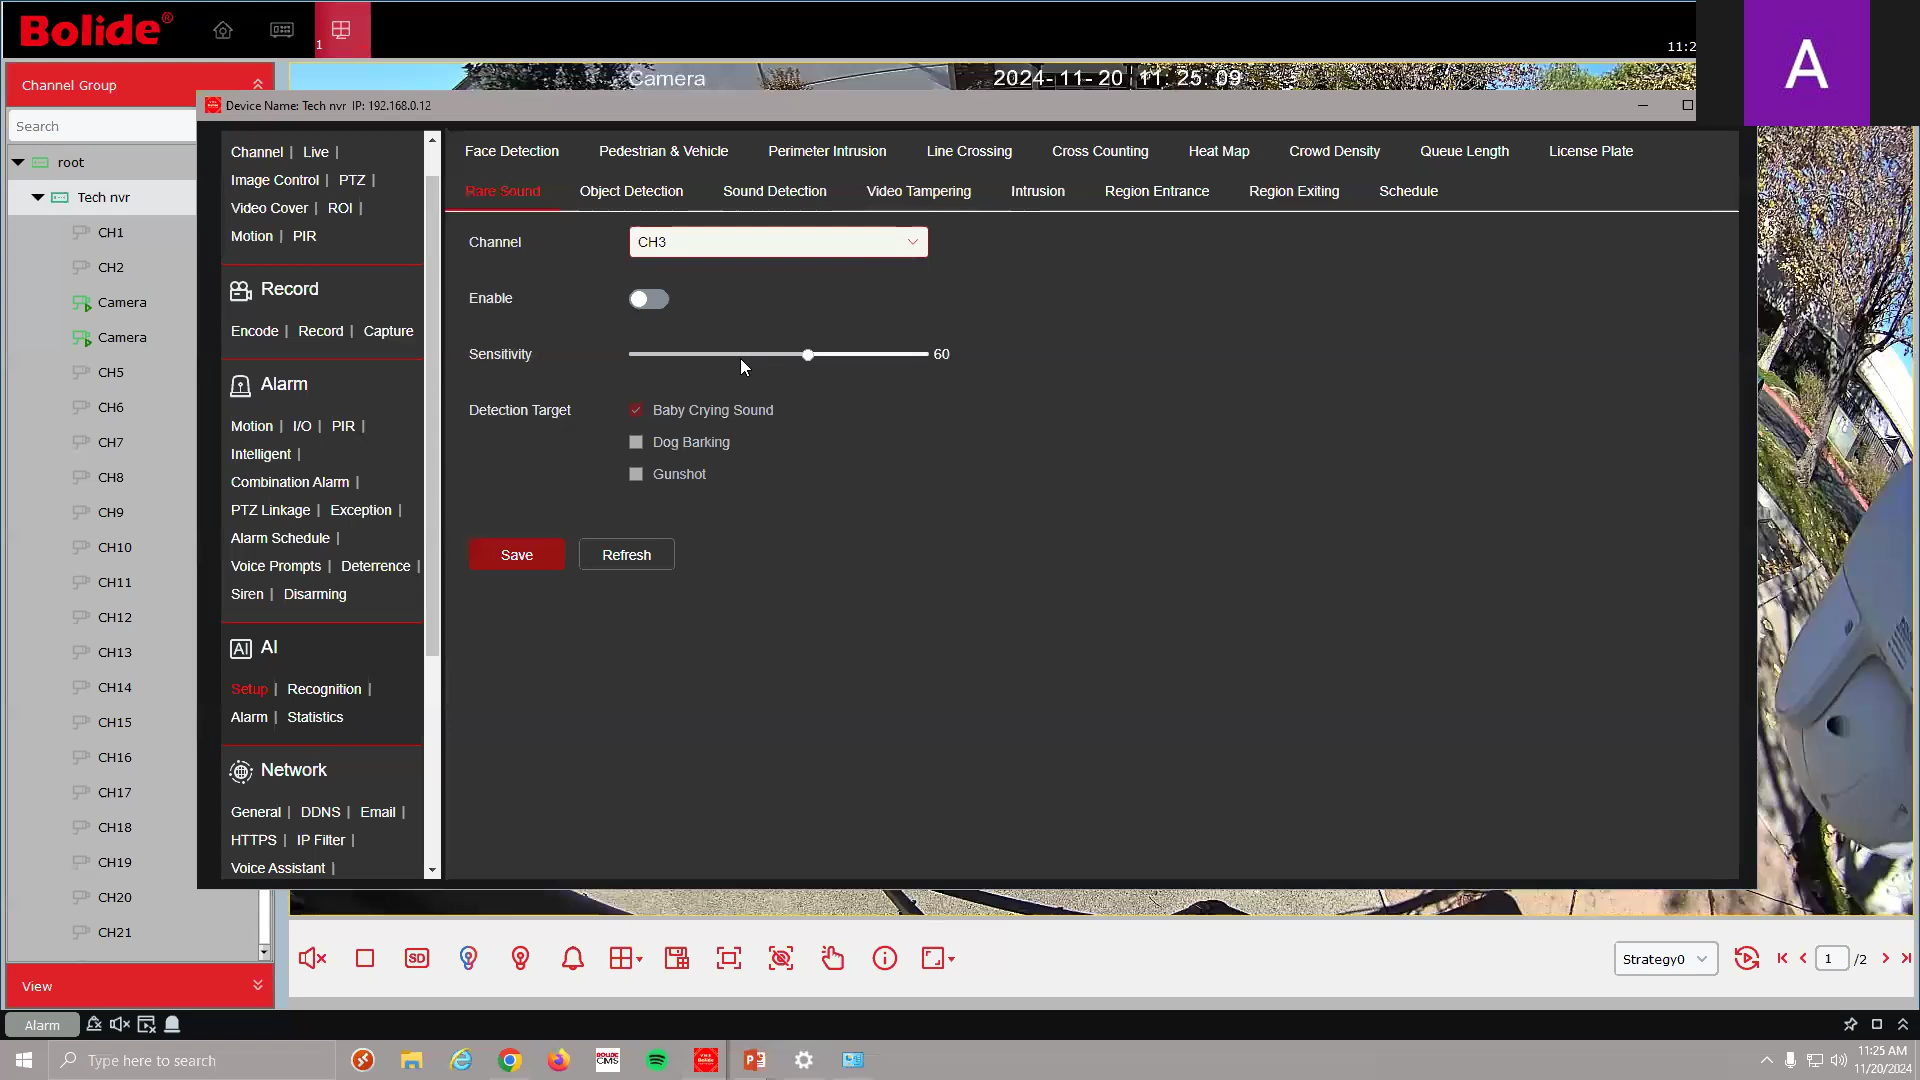 Bolide®
1
11:2
A
Channel Group
Camera
2024-11-20 11:25:09
Device Name: Tech nvr IP: 192.168.0.12
Search
root
Tech nvr
CH1
CH2
Camera
Camera
CH5
CH6
CH7
CH8
CH9
CH10
CH11
CH12
CH13
CH14
CH15
CH16
CH17
CH18
CH19
CH20
CH21
View
Channel | Live |
Image Control | PTZ |
Video Cover | ROI |
Motion | PIR
Record
Encode | Record | Capture
Alarm
Motion | I/O | PIR |
Intelligent |
Combination Alarm |
PTZ Linkage | Exception |
Alarm Schedule |
Voice Prompts | Deterrence |
Siren | Disarming
AI AI
Setup | Recognition |
Alarm | Statistics
Network
General | DDNS | Email |
HTTPS | IP Filter |
Voice Assistant |
Face Detection Pedestrian & Vehicle Perimeter Intrusion Line Crossing Cross Counting Heat Map Crowd Density Queue Length License Plate
Rare Sound Object Detection Sound Detection Video Tampering Intrusion Region Entrance Region Exiting Schedule
Channel CH3
Enable
Sensitivity 60
Detection Target Baby Crying Sound
Dog Barking
Gunshot
Save Refresh
SD
Strategy0
1 /2
Alarm
Type here to search
BOLIDE CMS
11:25 AM
11/20/2024